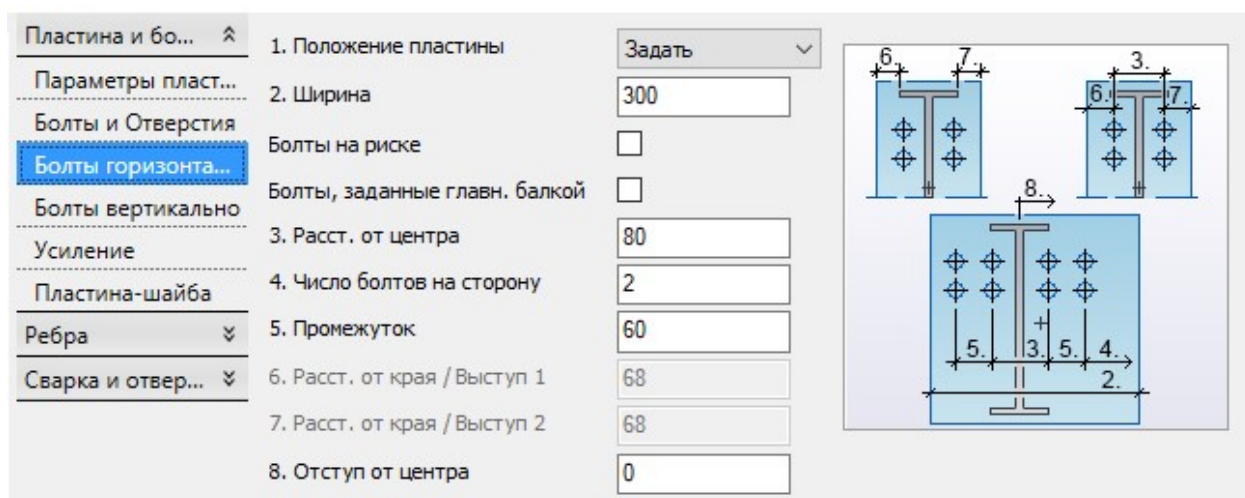 Пластина и бо...
Параметры пласт...
Болты и Отверстия
Болты горизонта...
Болты вертикально
Усиление
Пластина-шайба
Ребра
Сварка и отвер...
1. Положение пластины Задать
2. Ширина 300
Болты на риске
Болты, заданные главн. балкой
3. Расст. от центра 80
4. Число болтов на сторону 2
5. Промежуток 60
6. Расст. от края / Выступ 1 68
7. Расст. от края / Выступ 2 68
8. Отступ от центра 0
6. 7.
3.
6. 7.
8.
5. 3. 5. 4.
2.